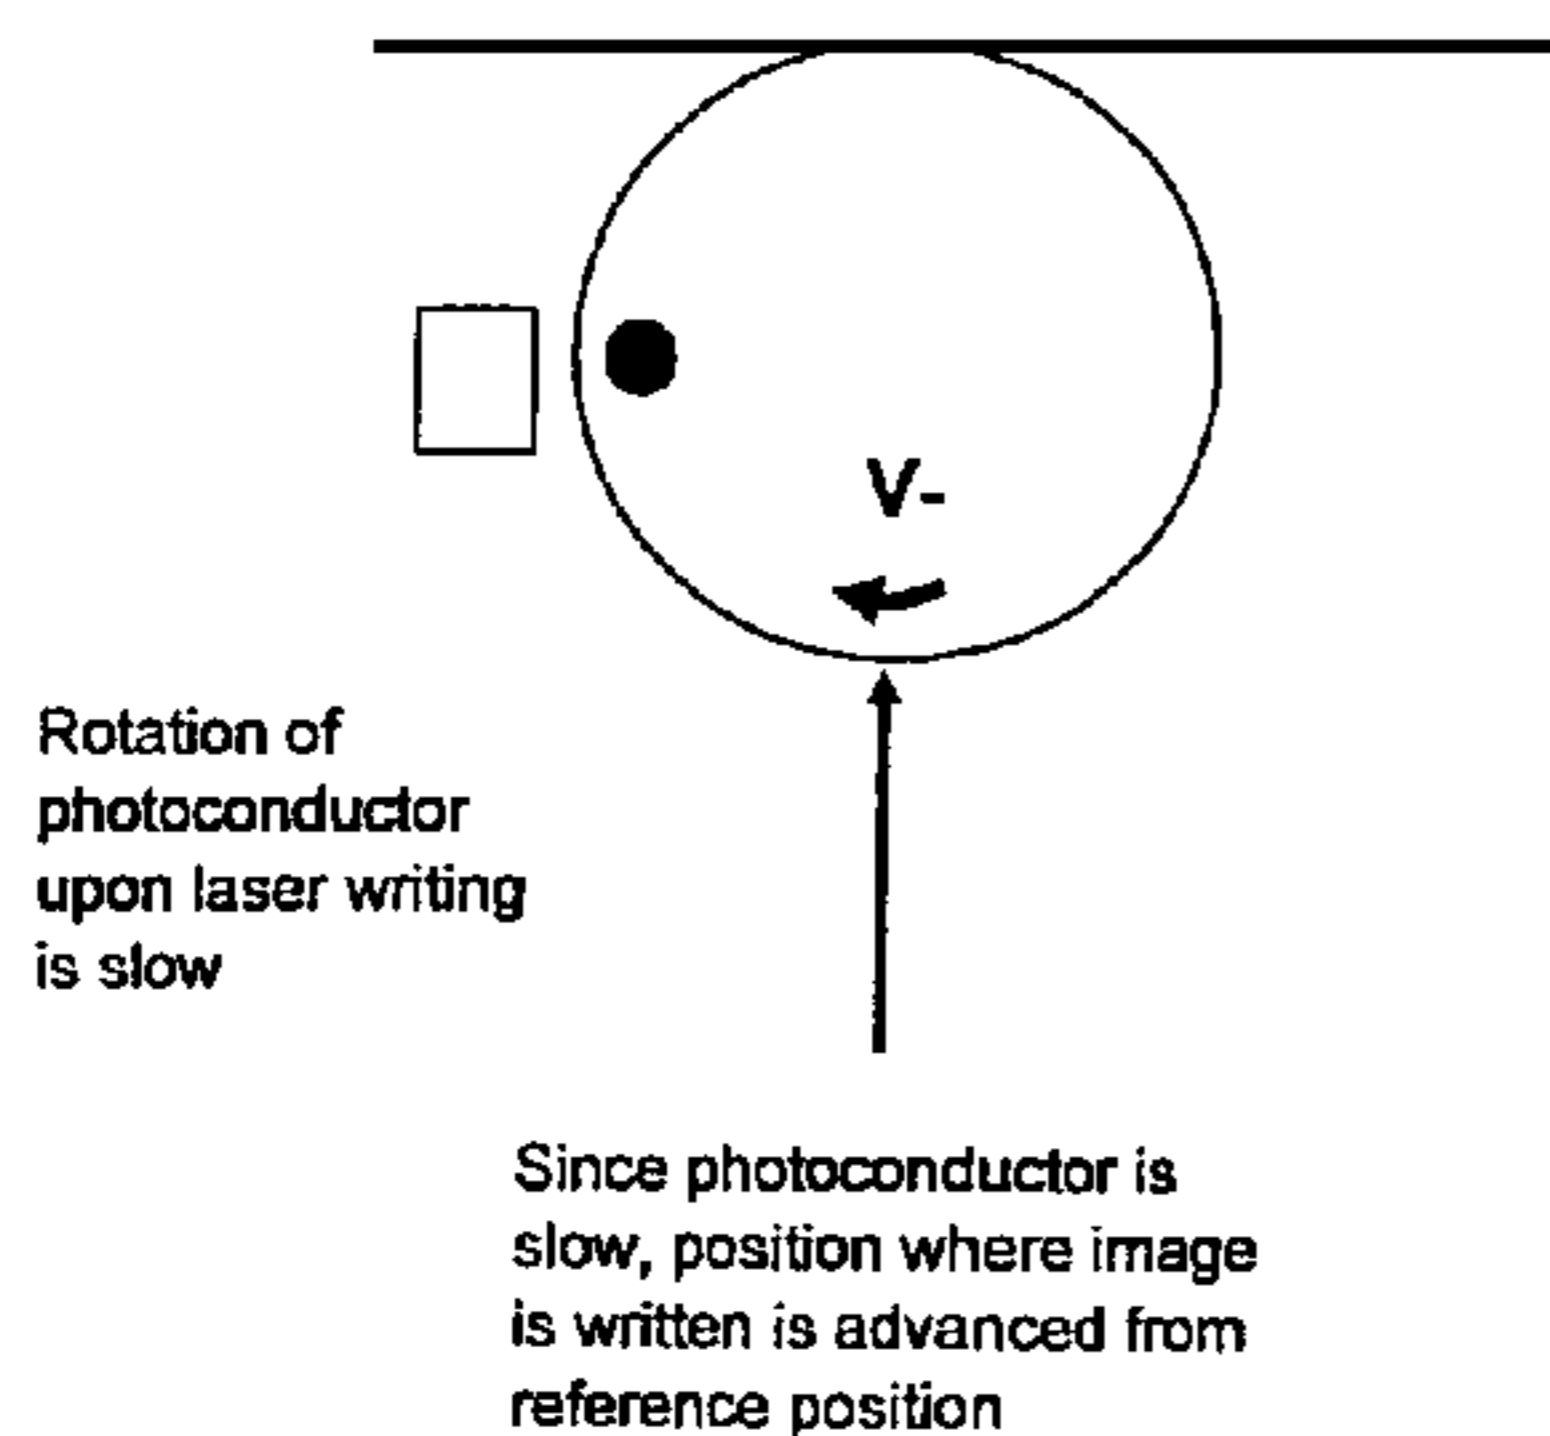 V-
Rotation of
photoconductor
upon laser writing
is slow
Since photoconductor is
slow, position where image
is written is advanced from
reference position